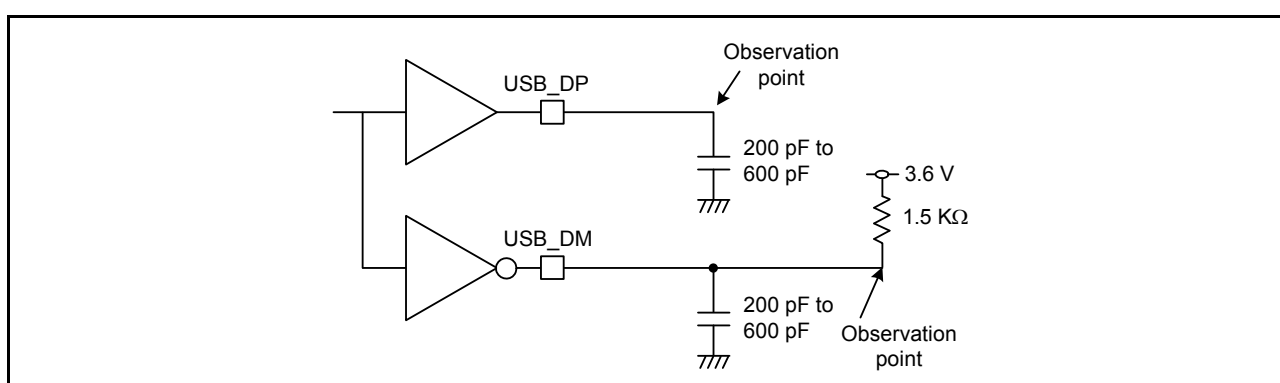 Observation
point
USB_DP
200 pF to
600 pF
3.6 V
1.5 KΩ
USB_DM
200 pF to
600 pF
Observation
point